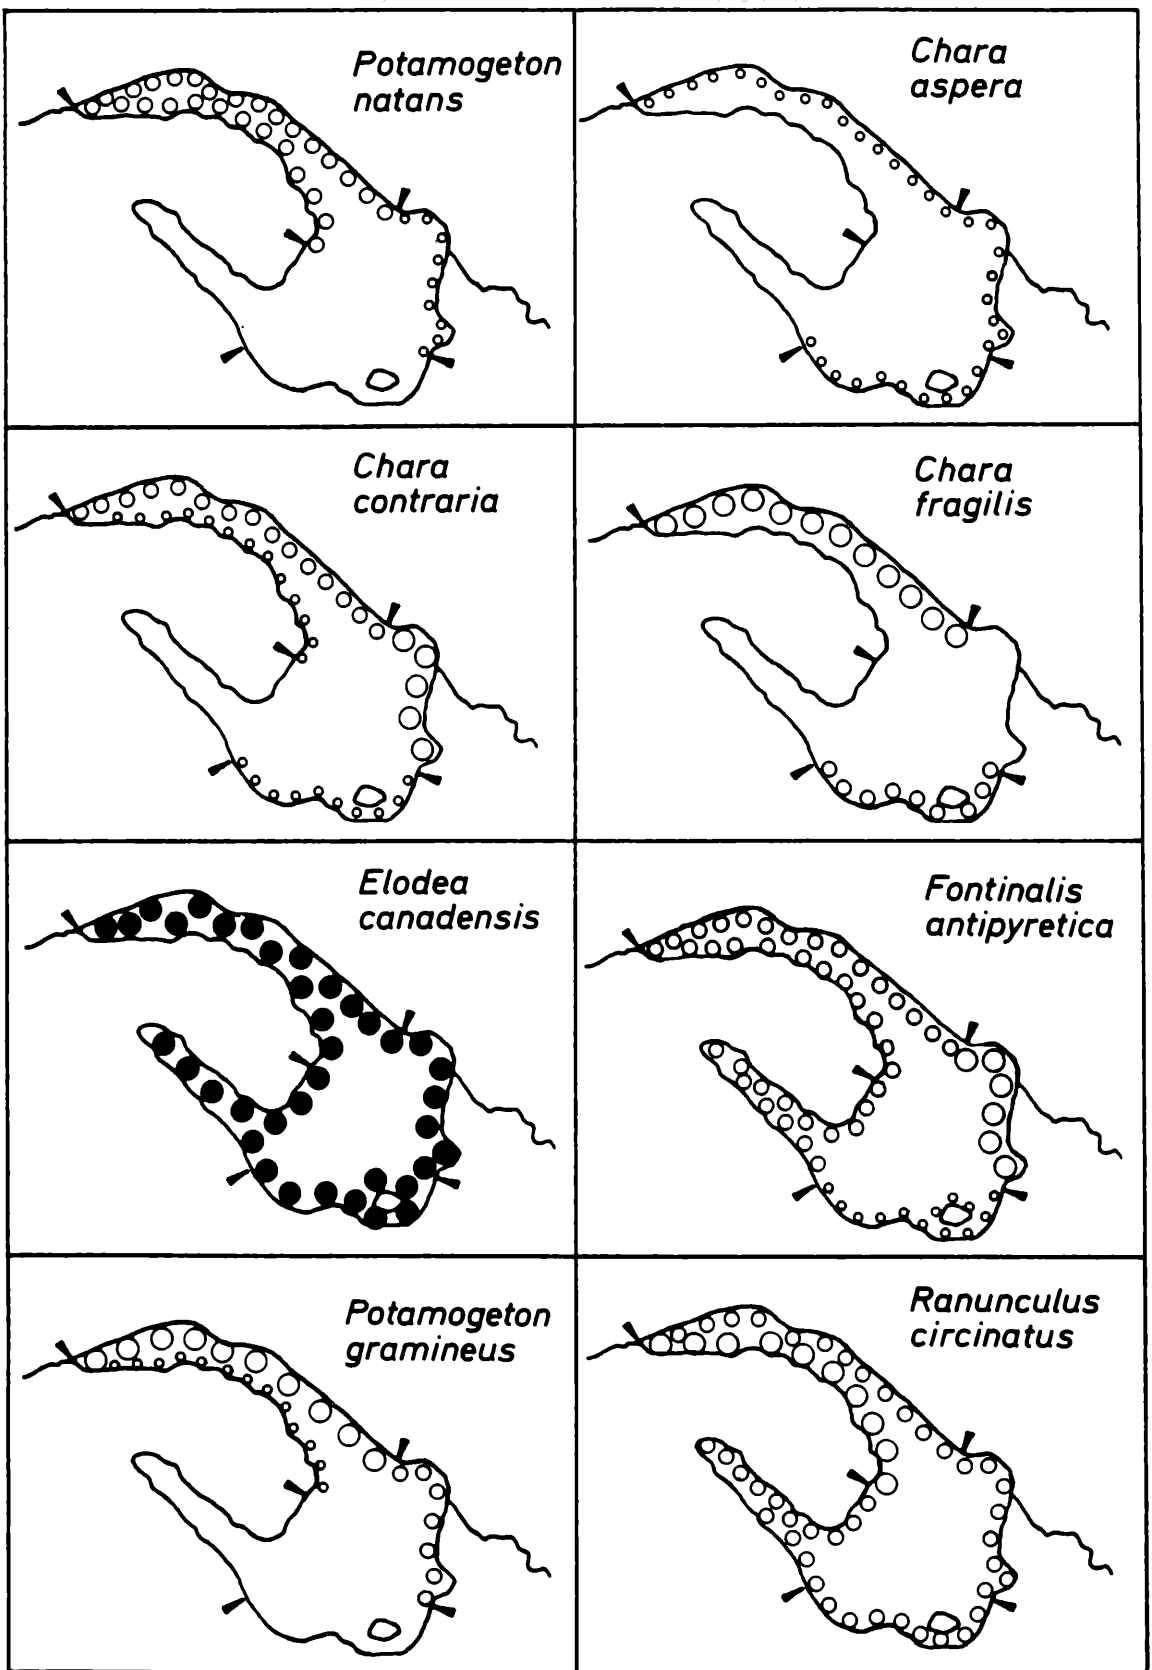 Potamogeton
natans
Chara
aspera
Chara
contraria
Chara
fragilis
Elodea
canadensis
Fontinalis
antipyretica
Potamogeton
gramineus
Ranunculus
circinatus